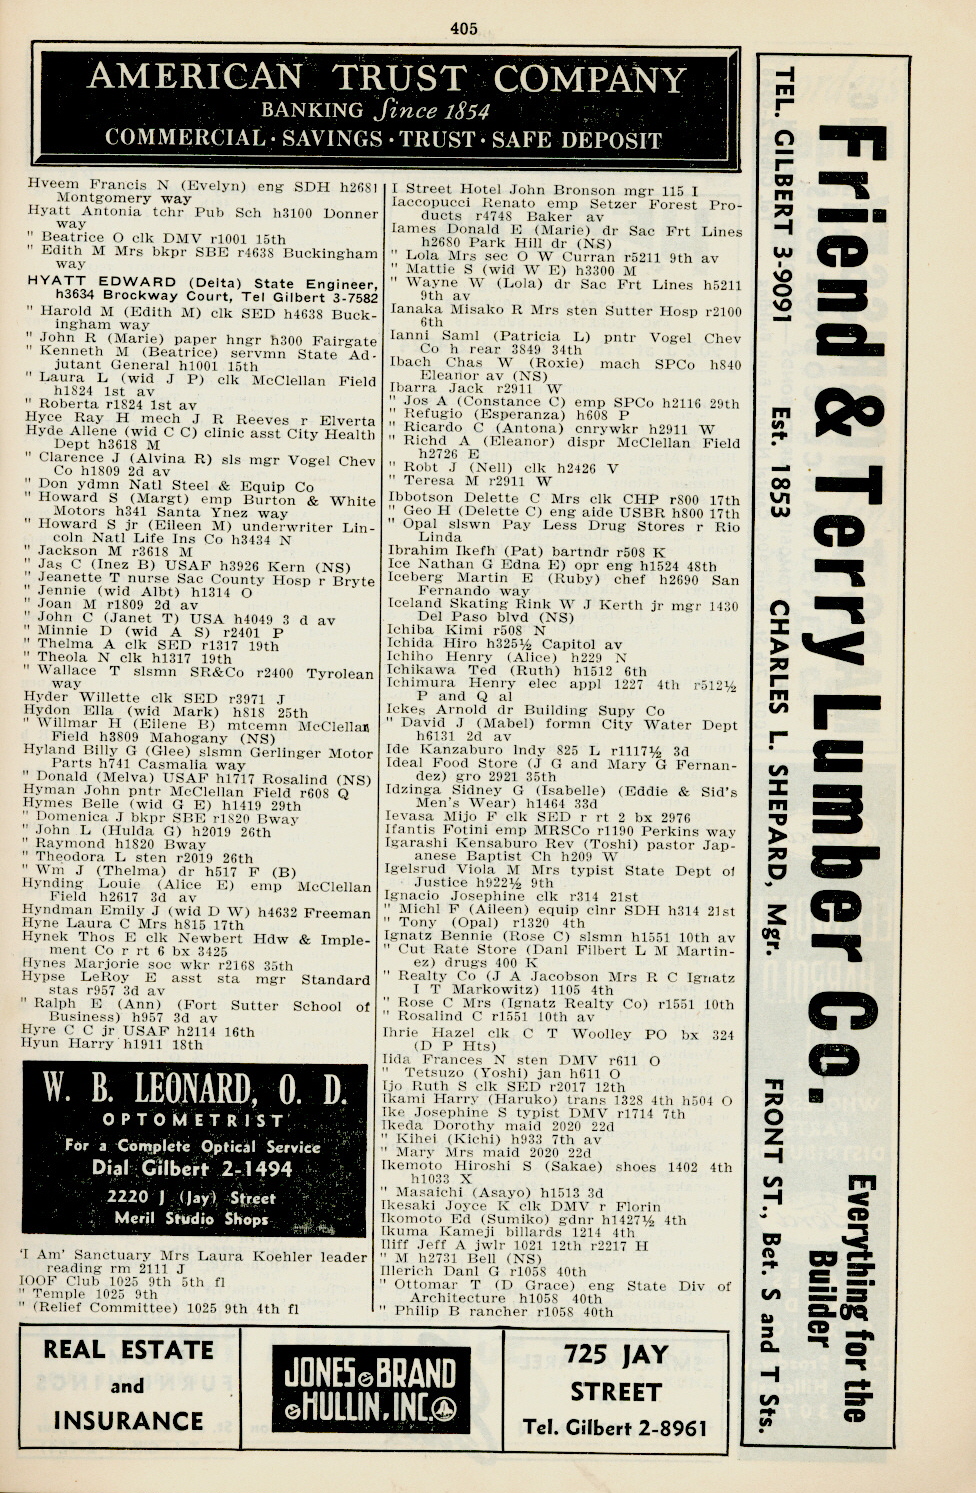 405
AMERICAN TRUST COMPANY
BANKING Since 1854
COMMERCIAL · SAVINGS · TRUST · SAFE DEPOSIT
Hveem Francis N (Evelyn) eng SDH h2681
Montgomery way
Hyatt Antonia tchr Pub Sch h3100 Donner
way
" Beatrice O clk DMV r1001 15th
" Edith M Mrs bkpr SBE r4638 Buckingham
way
HYATT EDWARD (Delta) State Engineer,
h3634 Brockway Court, Tel Gilbert 3-7582
" Harold M (Edith M) clk SED h4638 Buck-
ingham way
" John R (Marie) paper hngr h300 Fairgate
" Kenneth M (Beatrice) servmn State Ad-
jutant General h1001 15th
" Laura L (wid J P) clk McClellan Field
h1824 1st av
" Roberta r1824 1st av
Hyce Ray H mech J R Reeves r Elverta
Hyde Allene (wid C C) clinic asst City Health
Dept h3618 M
" Clarence J (Alvina R) sls mgr Vogel Chev
Co h1809 2d av
" Don ydmn Natl Steel & Equip Co
" Howard S (Margt) emp Burton & White
Motors h341 Santa Ynez way
" Howard S jr (Eileen M) underwriter Lin-
coln Natl Life Ins Co h3434 N
" Jackson M r3618 M
" Jas C (Inez B) USAF h3926 Kern (NS)
" Jeanette T nurse Sac County Hosp r Bryte
" Jennie (wid Albt) h1314 O
" Joan M r1809 2d av
" John C (Janet T) USA h4049 3 d av
" Minnie D (wid A S) r2401 P
" Thelma A clk SED r1317 19th
" Theola N clk h1317 19th
" Wallace T slsmn SR&Co r2400 Tyrolean
way
Hyder Willette clk SED r3971 J
Hydon Ella (wid Mark) h818 25th
" Willmar H (Eilene B) mtcemn McClellan
Field h3809 Mahogany (NS)
Hyland Billy G (Glee) slsmn Gerlinger Motor
Parts h741 Casmalia way
" Donald (Melva) USAF h1717 Rosalind (NS)
Hyman John pntr McClellan Field r608 Q
Hymes Belle (wid G E) h1419 29th
" Domenica J bkpr SBE r1820 Bway
" John L (Hulda G) h2019 26th
" Raymond h1820 Bway
" Theodora L sten r2019 26th
" Wm J (Thelma) dr h517 F (B)
Hynding Louie (Alice E) emp McClellan
Field h2617 3d av
Hyndman Emily J (wid D W) h4632 Freeman
Hyne Laura C Mrs h815 17th
Hynek Thos E clk Newbert Hdw & Imple-
ment Co r rt 6 bx 3425
Hynes Marjorie soc wkr r2168 35th
Hypse LeRoy E asst sta mgr Standard
stas r957 3d av
" Ralph E (Ann) (Fort Sutter School of
Business) h957 3d av
Hyre C C jr USAF h2114 16th
Hyun Harry h1911 18th
W. B. LEONARD, O. D.
OPTOMETRIST
For a Complete Optical Service
Dial Gilbert 2-1494
2220 J (Jay) Street
Meril Studio Shops
'I Am' Sanctuary Mrs Laura Koehler leader
reading rm 2111 J
IOOF Club 1025 9th 5th fl
" Temple 1025 9th
" (Relief Committee) 1025 9th 4th fl
I Street Hotel John Bronson mgr 115 I
Iaccopucci Renato emp Setzer Forest Pro-
ducts r4748 Baker av
Iames Donald E (Marie) dr Sac Frt Lines
h2680 Park Hill dr (NS)
" Lola Mrs sec O W Curran r5211 9th av
" Mattie S (wid W E) h3300 M
" Wayne W (Lola) dr Sac Frt Lines h5211
9th av
Ianaka Misako R Mrs sten Sutter Hosp r2100
6th
Ianni Saml (Patricia L) pntr Vogel Chev
Co h rear 3849 34th
Ibach Chas W (Roxie) mach SPCo h840
Eleanor av (NS)
Ibarra Jack r2911 W
" Jos A (Constance C) emp SPCo h2116 29th
" Refugio (Esperanza) h608 P
" Ricardo C (Antona) cnrywkr h2911 W
" Richd A (Eleanor) dispr McClellan Field
h2726 E
" Robt J (Nell) clk h2426 V
" Teresa M r2911 W
Ibbotson Delette C Mrs clk CHP r800 17th
" Geo H (Delette C) eng aide USBR h800 17th
" Opal slswn Pay Less Drug Stores r Rio
Linda
Ibrahim Ikefh (Pat) bartndr r508 K
Ice Nathan G Edna E) opr eng h1524 48th
Iceberg Martin E (Ruby) chef h2690 San
Fernando way
Iceland Skating Rink W J Kerth jr mgr 1430
Del Paso blvd (NS)
Ichiba Kimi r508 N
Ichida Hiro h325½ Capitol av
Ichiho Henry (Alice) h229 N
Ichikawa Ted (Ruth) h1512 6th
Ichimura Henry elec appl 1227 4th r512½
P and Q al
Ickes Arnold dr Building Supy Co
" David J (Mabel) formn City Water Dept
h6131 2d av
Ide Kanzaburo lndy 825 L r1117½ 3d
Ideal Food Store (J G and Mary G Fernan-
dez) gro 2921 35th
Idzinga Sidney G (Isabelle) (Eddie & Sid's
Men's Wear) h1464 33d
Ievasa Mijo F clk SED r rt 2 bx 2976
Ifantis Fotini emp MRSCo r1190 Perkins way
Igarashi Kensaburo Rev (Toshi) pastor Jap-
anese Baptist Ch h209 W
Igelsrud Viola M Mrs typist State Dept of
Justice h922½ 9th
Ignacio Josephine clk r314 21st
" Michl F (Aileen) equip clnr SDH h314 21st
" Tony (Opal) r1320 4th
Ignatz Bennie (Rose C) slsmn h1551 10th av
" Cut Rate Store (Danl Filbert L M Martin-
ez) drugs 400 K
" Realty Co (J A Jacobson Mrs R C Ignatz
I T Markowitz) 1105 4th
" Rose C Mrs (Ignatz Realty Co) r1551 10th
" Rosalind C r1551 10th av
Ihrie Hazel clk C T Woolley PO bx 324
(D P Hts)
Iida Frances N sten DMV r611 O
" Tetsuzo (Yoshi) jan h611 O
Ijo Ruth S clk SED r2017 12th
Ikami Harry (Haruko) trans 1328 4th h504 O
Ike Josephine S typist DMV r1714 7th
Ikeda Dorothy maid 2020 22d
" Kihei (Kichi) h933 7th av
" Mary Mrs maid 2020 22d
Ikemoto Hiroshi S (Sakae) shoes 1402 4th
h1033 X
" Masaichi (Asayo) h1513 3d
Ikesaki Joyce K clk DMV r Florin
Ikomoto Ed (Sumiko) gdnr h1427½ 4th
Ikuma Kameji billards 1214 4th
Iliff Jeff A jwlr 1021 12th r2217 H
" M h2731 Bell (NS)
Illerich Danl G r1058 40th
" Ottomar T (D Grace) eng State Div of
Architecture h1058 40th
" Philip B rancher r1058 40th
REAL ESTATE
and
INSURANCE
JONES BRAND
HULLIN, INC.
725 JAY
STREET
Tel. Gilbert 2-8961
Friend & Terry Lumber Co.
Everything for the
Builder
TEL. GILBERT 3-9091 Est. 1853 CHARLES L. SHEPARD, Mgr. FRONT ST., Bet. S and T Sts.